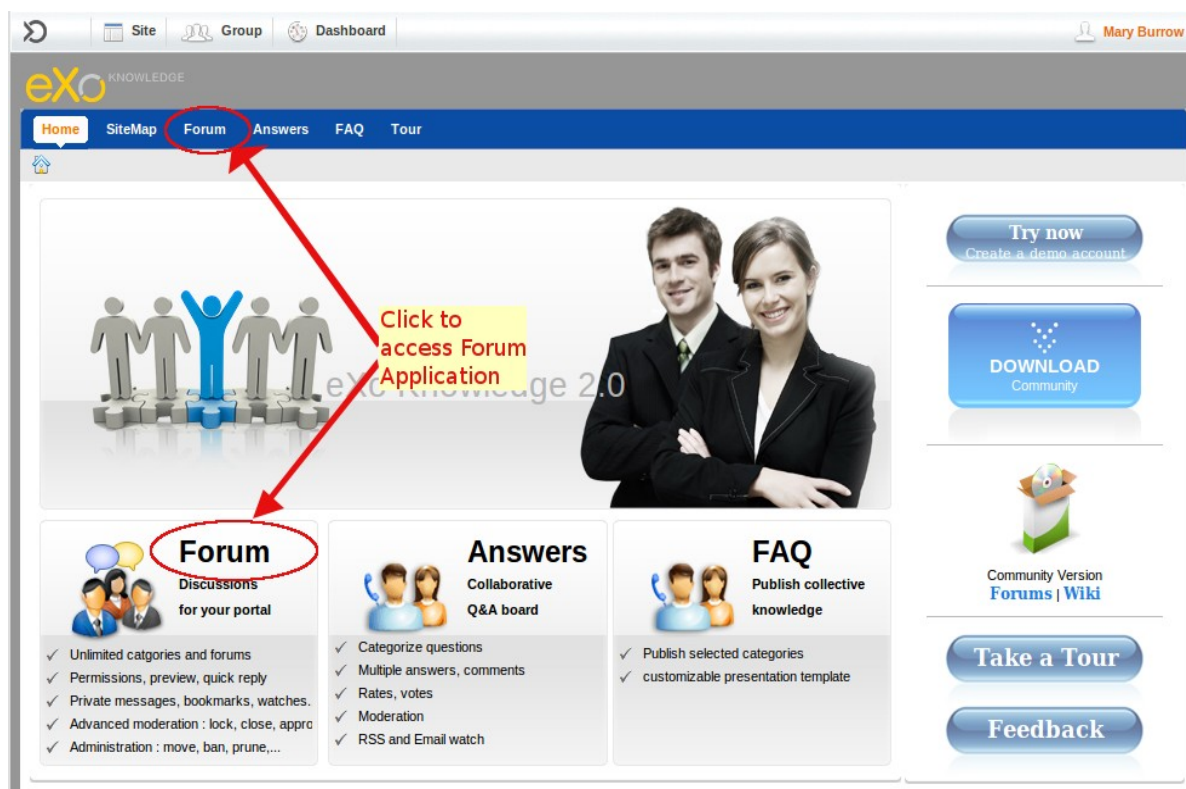 Site Group Dashboard Mary Burrow
eXo KNOWLEDGE
Home SiteMap Forum Answers FAQ Tour
Try now
Create a demo account
Click to
access Forum
Application
eXo Knowledge 2.0
DOWNLOAD
Community
Community Version
Forums | Wiki
Take a Tour
Feedback
Forum
Discussions
for your portal
Unlimited catgories and forums
Permissions, preview, quick reply
Private messages, bookmarks, watches.
Advanced moderation : lock, close, appro
Administration : move, ban, prune,...
Answers
Collaborative
Q&A board
Categorize questions
Multiple answers, comments
Rates, votes
Moderation
RSS and Email watch
FAQ
Publish collective
knowledge
Publish selected categories
customizable presentation template